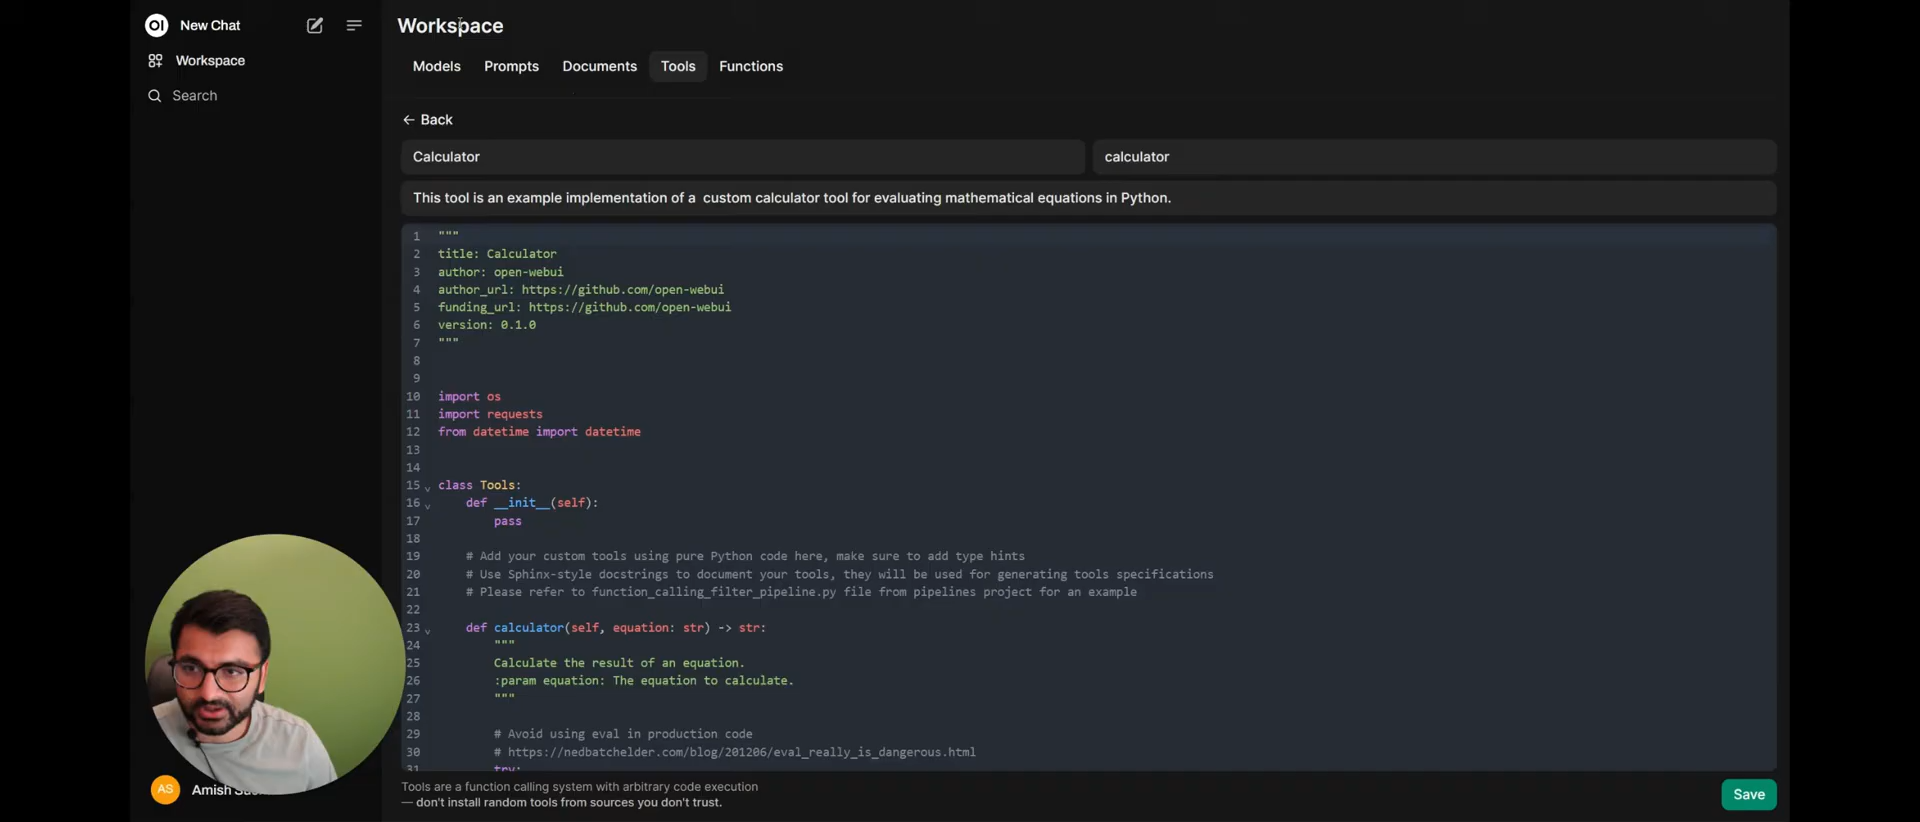 OI New Chat
Workspace
Search
Workspace
Models Prompts Documents Tools Functions
← Back
Calculator calculator
This tool is an example implementation of a  custom calculator tool for evaluating mathematical equations in Python.
1 """
2 title: Calculator
3 author: open-webui
4 author_url: https://github.com/open-webui
5 funding_url: https://github.com/open-webui
6 version: 0.1.0
7 """
8
9
10 import os
11 import requests
12 from datetime import datetime
13
14
15 class Tools:
16     def __init__(self):
17         pass
18
19     # Add your custom tools using pure Python code here, make sure to add type hints
20     # Use Sphinx-style docstrings to document your tools, they will be used for generating tools specifications
21     # Please refer to function_calling_filter_pipeline.py file from pipelines project for an example
22
23     def calculator(self, equation: str) -> str:
24         """
25         Calculate the result of an equation.
26         :param equation: The equation to calculate.
27         """
28
29         # Avoid using eval in production code
30         # https://nedbatchelder.com/blog/201206/eval_really_is_dangerous.html
31         try:
AS Amish
Tools are a function calling system with arbitrary code execution
— don't install random tools from sources you don't trust.
Save